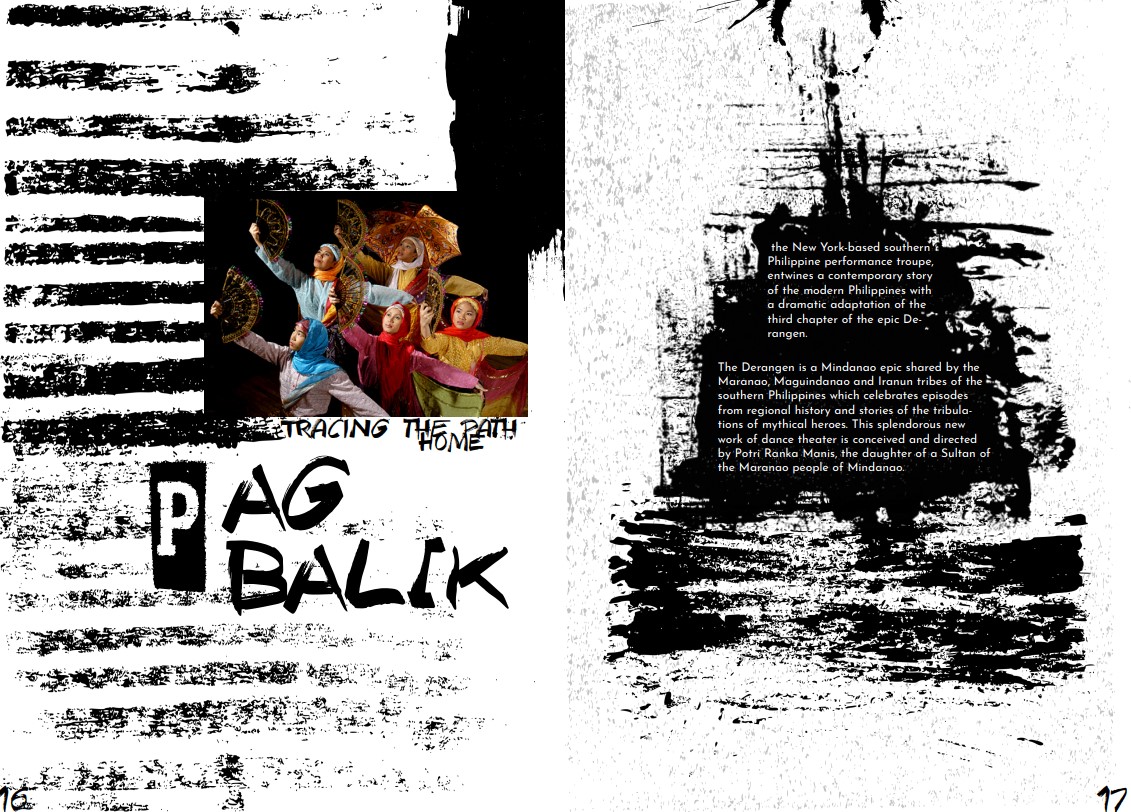 TRACING THE PATH
HOME
PAG
BALIK
16
the New York-based southern
Philippine performance troupe,
entwines a contemporary story
of the modern Philippines with
a dramatic adaptation of the
third chapter of the epic De-
rangen.
The Derangen is a Mindanao epic shared by the
Maranao, Maguindanao and Iranun tribes of the
southern Philippines which celebrates episodes
from regional history and stories of the tribula-
tions of mythical heroes. This splendorous new
work of dance theater is conceived and directed
by Potri Ranka Manis, the daughter of a Sultan of
the Maranao people of Mindanao.
17